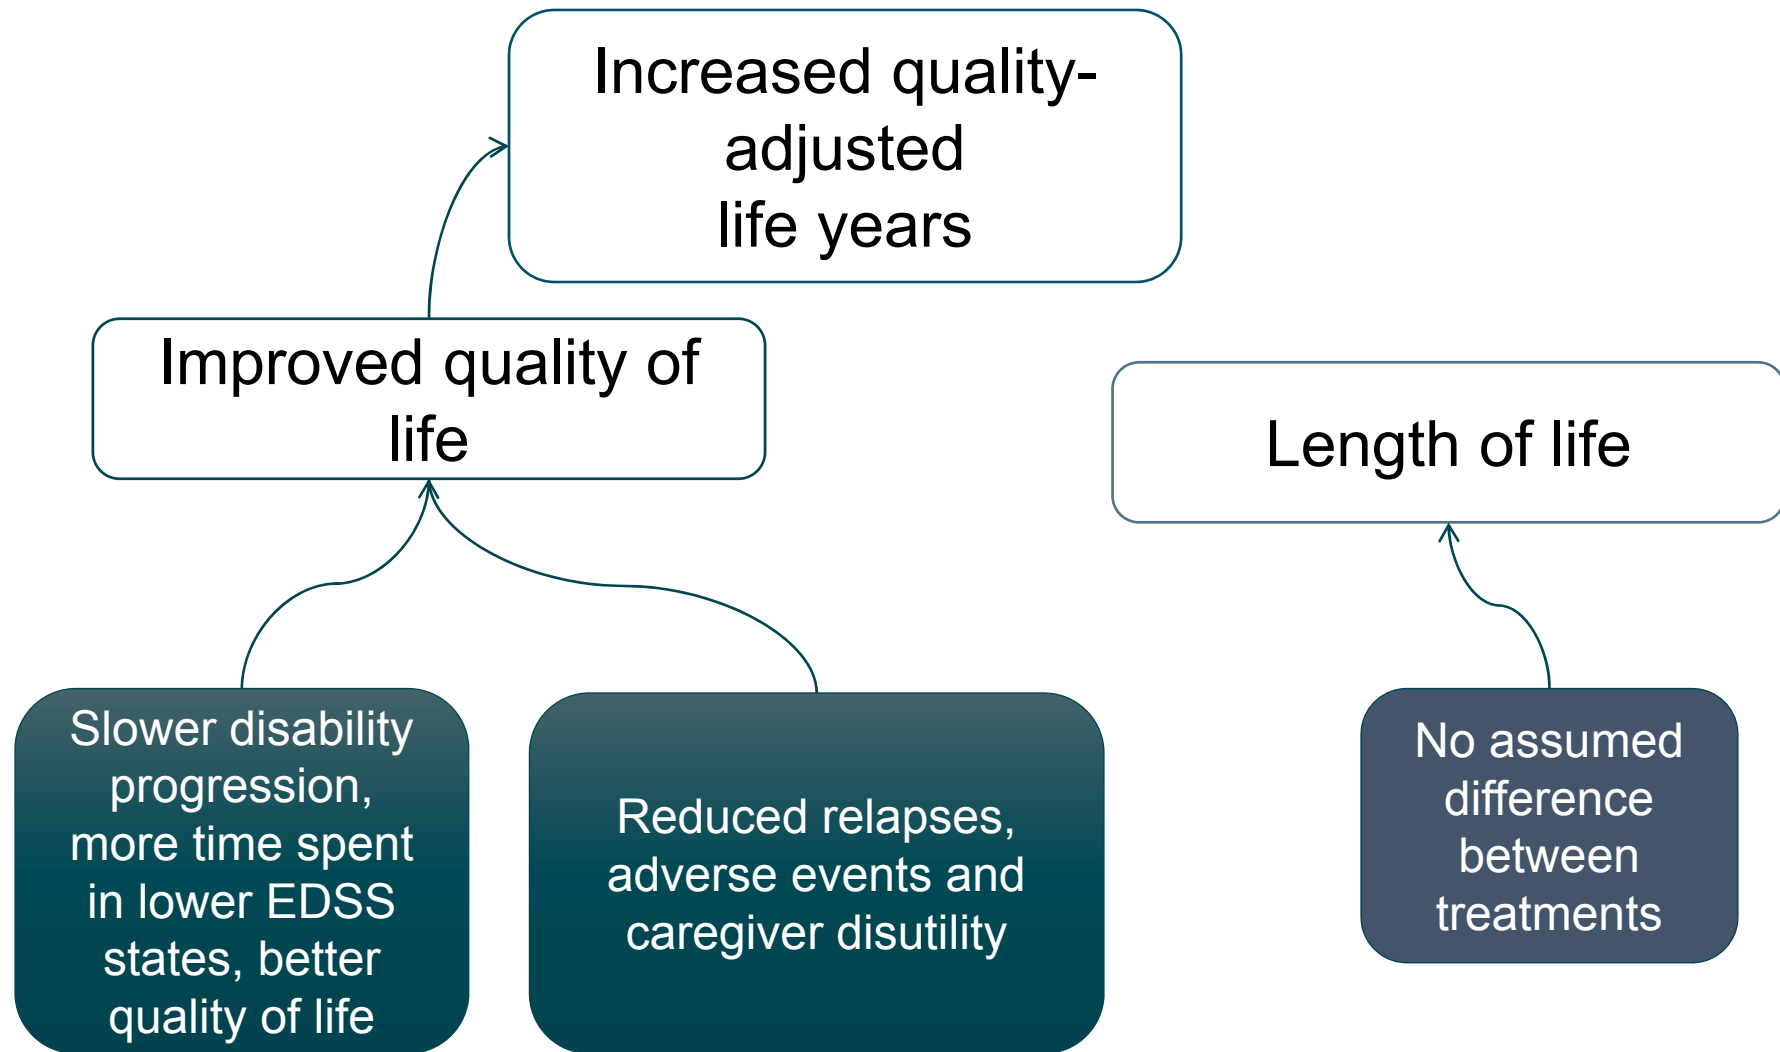 Increased quality-
adjusted
life years
Improved quality of
life
Length of life
Slower disability
progression,
more time spent
in lower EDSS
states, better
quality of life
Reduced relapses,
adverse events and
caregiver disutility
No assumed
difference
between
treatments